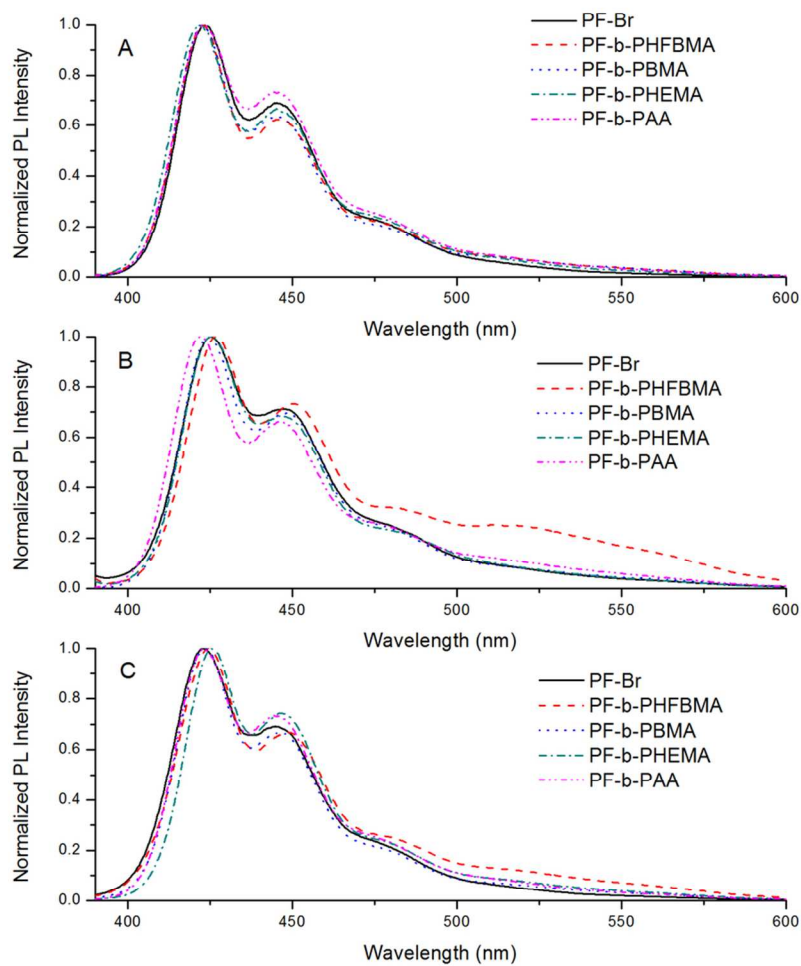 A
PF-Br
PF-b-PHFBMA
PF-b-PBMA
PF-b-PHEMA
PF-b-PAA
Normalized PL Intensity
1.0
0.8
0.6
0.4
0.2
0.0
400 450 500 550 600
Wavelength (nm)
B
PF-Br
PF-b-PHFBMA
PF-b-PBMA
PF-b-PHEMA
PF-b-PAA
Normalized PL Intensity
1.0
0.8
0.6
0.4
0.2
0.0
400 450 500 550 600
Wavelength (nm)
C
PF-Br
PF-b-PHFBMA
PF-b-PBMA
PF-b-PHEMA
PF-b-PAA
Normalized PL Intensity
1.0
0.8
0.6
0.4
0.2
0.0
400 450 500 550 600
Wavelength (nm)